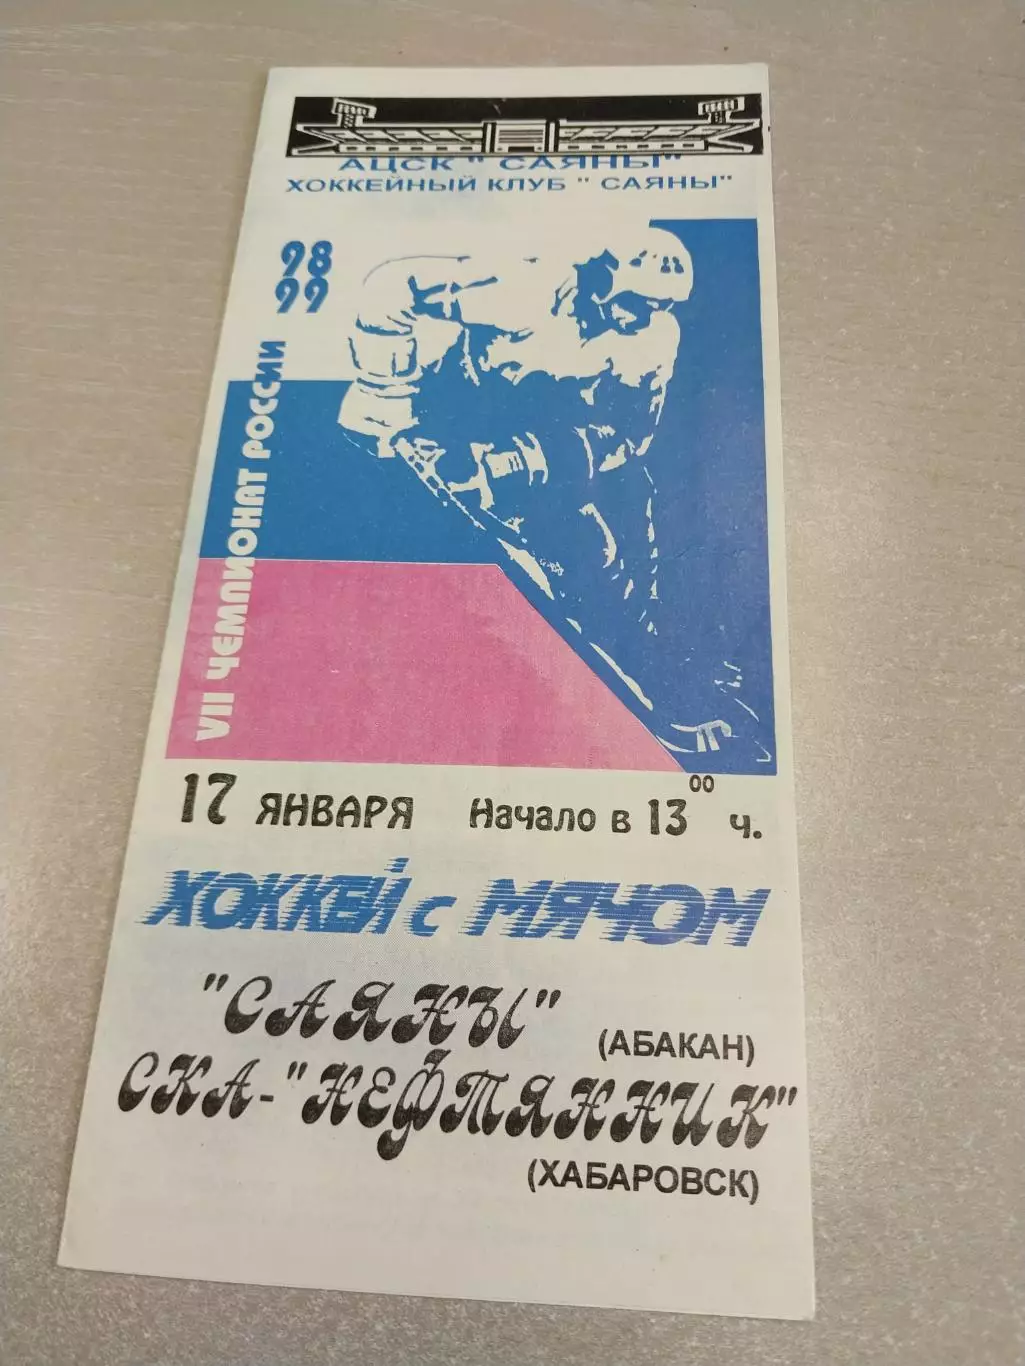 АЦСК " САЯНЫ"
ХОККЕЙНЫЙ КЛУБ " САЯНЫ"
98
99
VII ЧЕМПИОНАТ РОССИИ
17 ЯНВАРЯ Начало в 13 00 ч.
ХОККЕЙ с МЯЧОМ
"САЯНЫ" (АБАКАН)
СКА-"НЕФТЯННИК"
(ХАБАРОВСК)